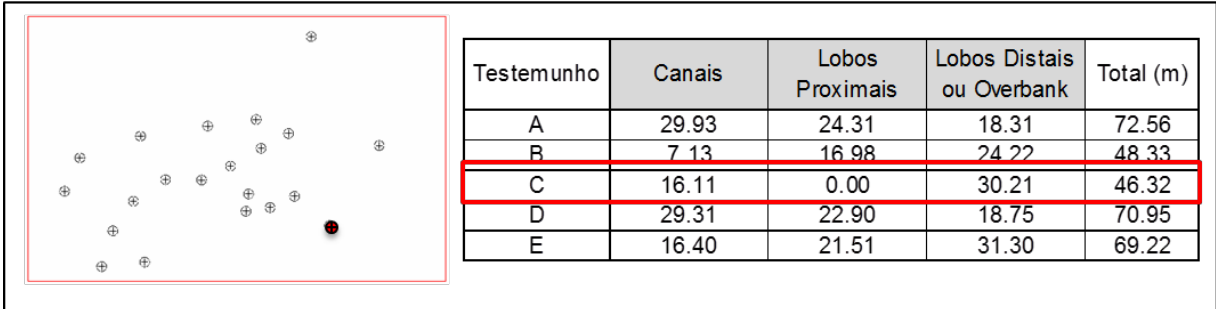 Testemunho Canais Lobos Proximais Lobos Distais ou Overbank Total (m)
A 29.93 24.31 18.31 72.56
B 7.13 16.98 24.22 48.33
C 16.11 0.00 30.21 46.32
D 29.31 22.90 18.75 70.95
E 16.40 21.51 31.30 69.22